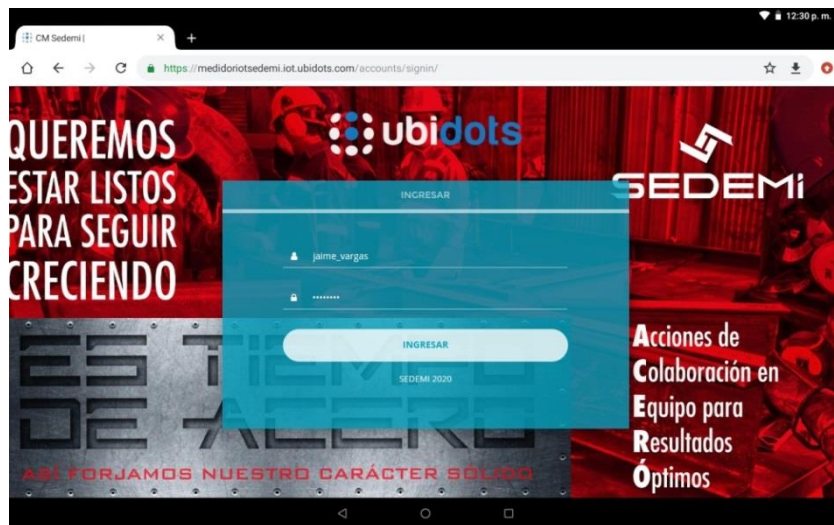 12:30 p. m.
CM Sedemi |
https://medidoriotsedemi.iot.ubidots.com/accounts/signin/
QUEREMOS
ESTAR LISTOS
PARA SEGUIR
CRECIENDO
ubidots
SEDEMI
INGRESAR
jaime_vargas
••••••••
INGRESAR
SEDEMI 2020
ES TIEMPO
DE ACERO
ASÍ FORJAMOS NUESTRO CARÁCTER SÓLIDO
Acciones de
Colaboración en
Equipo para
Resultados
Óptimos